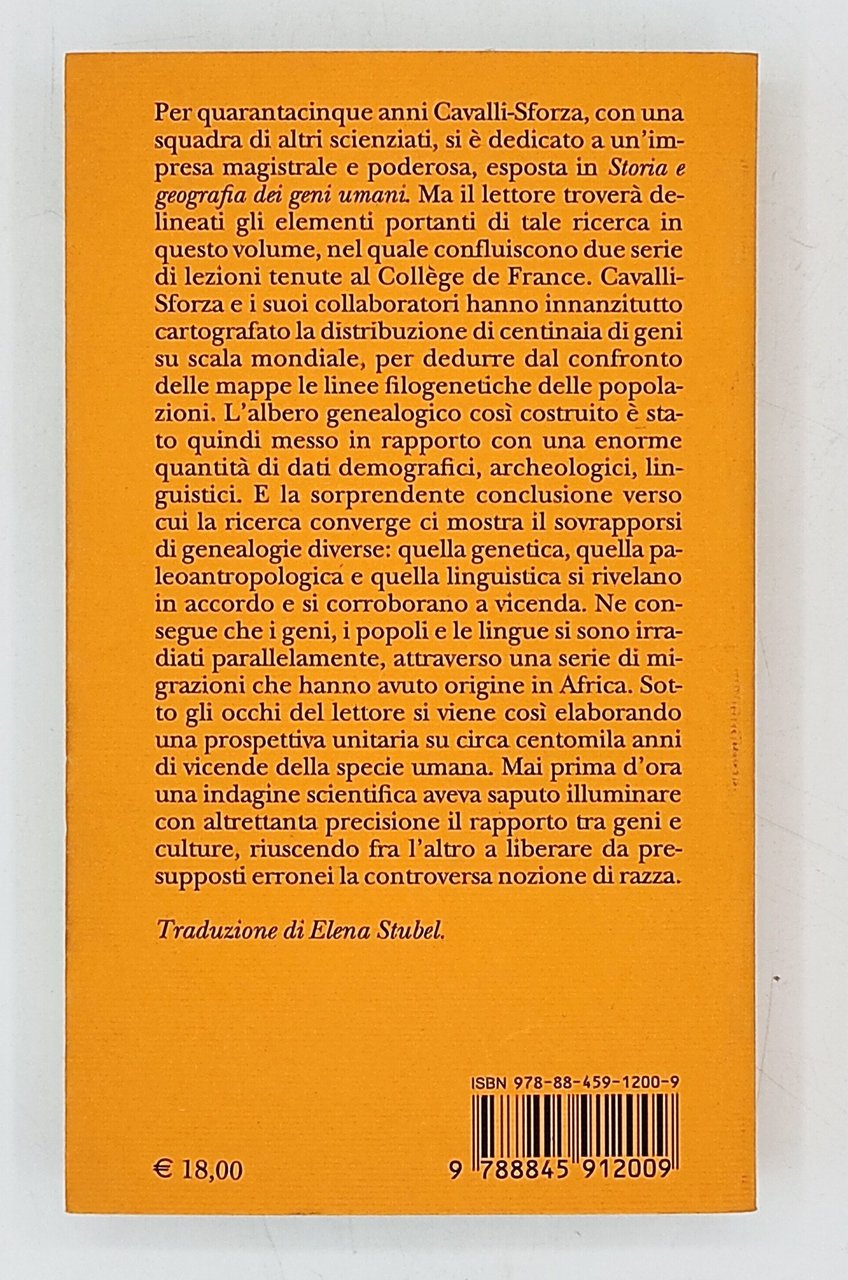 Per quarantacinque anni Cavalli-Sforza, con una
squadra di altri scienziati, si è dedicato a un'im-
presa magistrale e poderosa, esposta in Storia e
geografia dei geni umani. Ma il lettore troverà de-
lineati gli elementi portanti di tale ricerca in
questo volume, nel quale confluiscono due serie
di lezioni tenute al Collège de France. Cavalli-
Sforza e i suoi collaboratori hanno innanzitutto
cartografato la distribuzione di centinaia di geni
su scala mondiale, per dedurre dal confronto
delle mappe le linee filogenetiche delle popola-
zioni. L'albero genealogico così costruito è sta-
to quindi messo in rapporto con una enorme
quantità di dati demografici, archeologici, lin-
guistici. E la sorprendente conclusione verso
cui la ricerca converge ci mostra il sovrapporsi
di genealogie diverse: quella genetica, quella pa-
leoantropologica e quella linguistica si rivelano
in accordo e si corroborano a vicenda. Ne con-
segue che i geni, i popoli e le lingue si sono irra-
diati parallelamente, attraverso una serie di mi-
grazioni che hanno avuto origine in Africa. Sot-
to gli occhi del lettore si viene così elaborando
una prospettiva unitaria su circa centomila anni
di vicende della specie umana. Mai prima d'ora
una indagine scientifica aveva saputo illuminare
con altrettanta precisione il rapporto tra geni e
culture, riuscendo fra l'altro a liberare da pre-
supposti erronei la controversa nozione di razza.
Traduzione di Elena Stubel.
ISBN 978-88-459-1200-9
€ 18,00
9 788845 912009